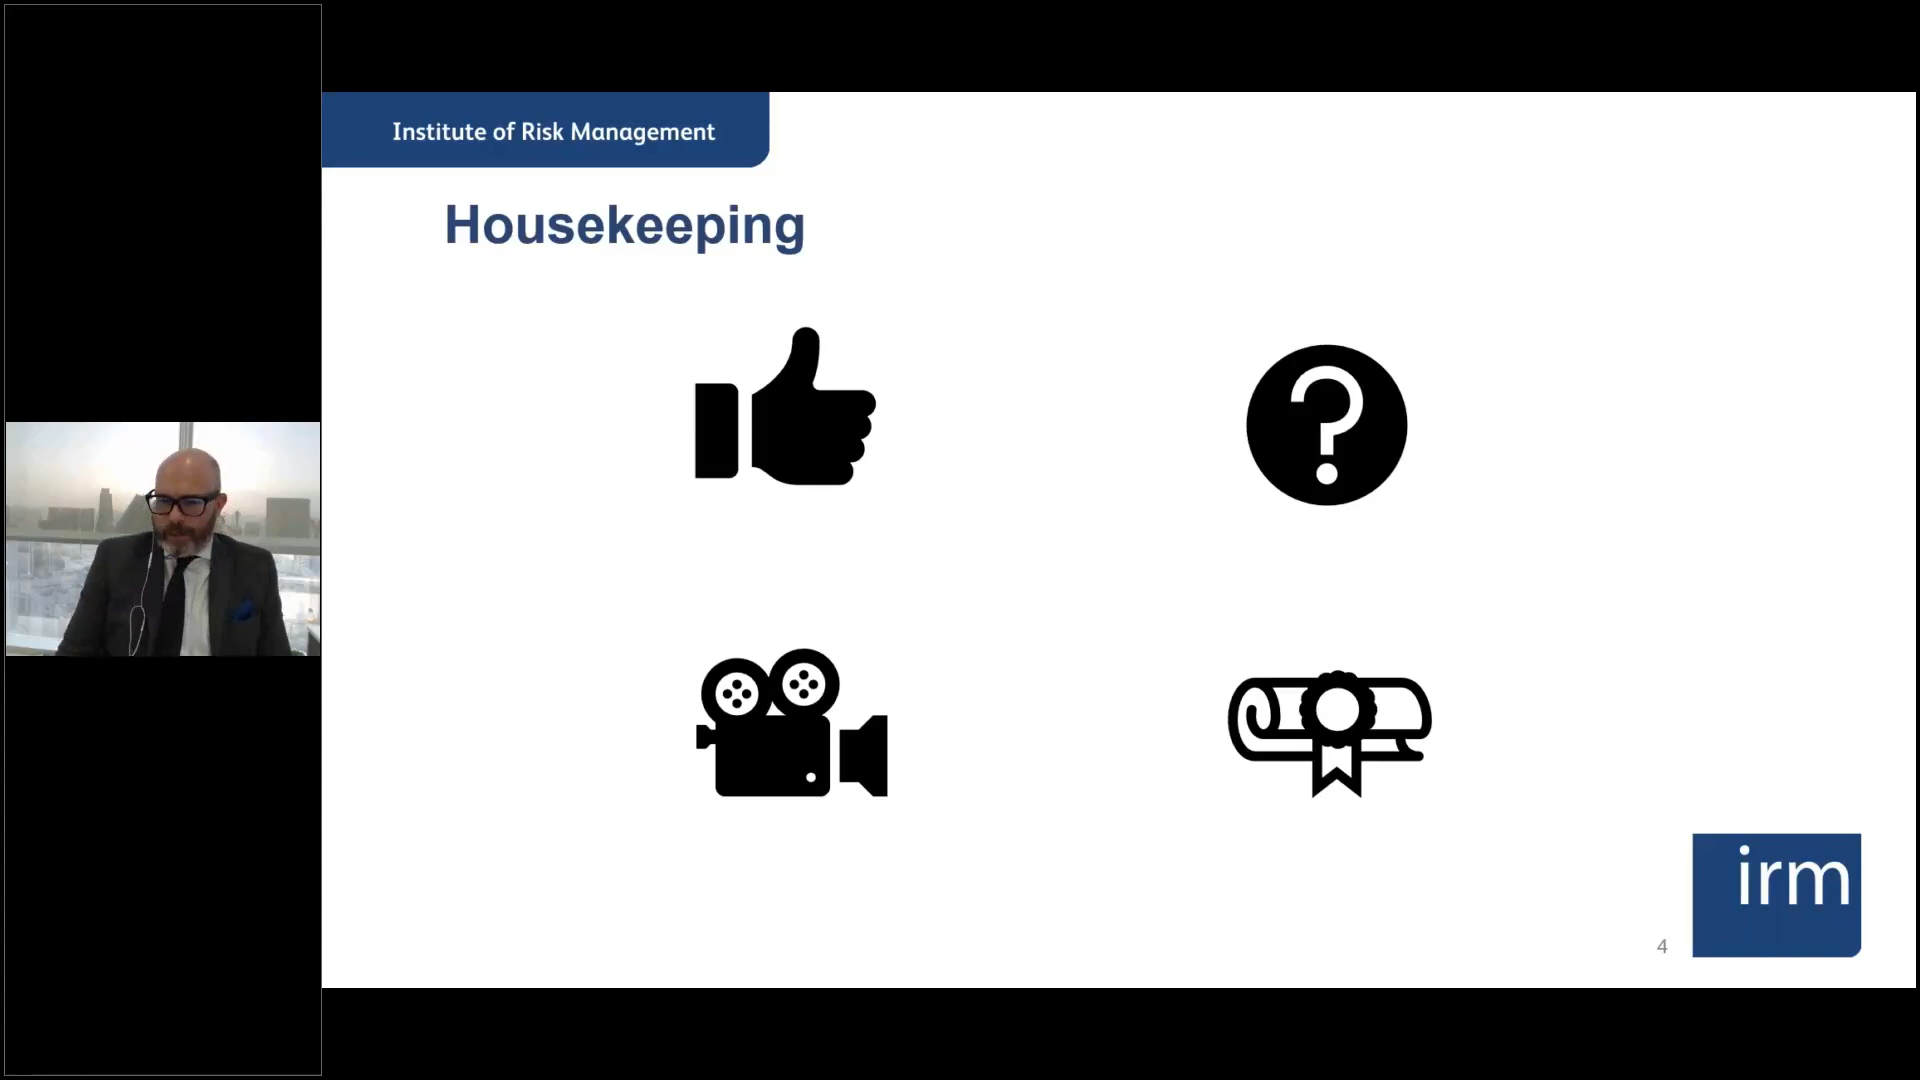 Institute of Risk Management
Housekeeping
?
irm
4